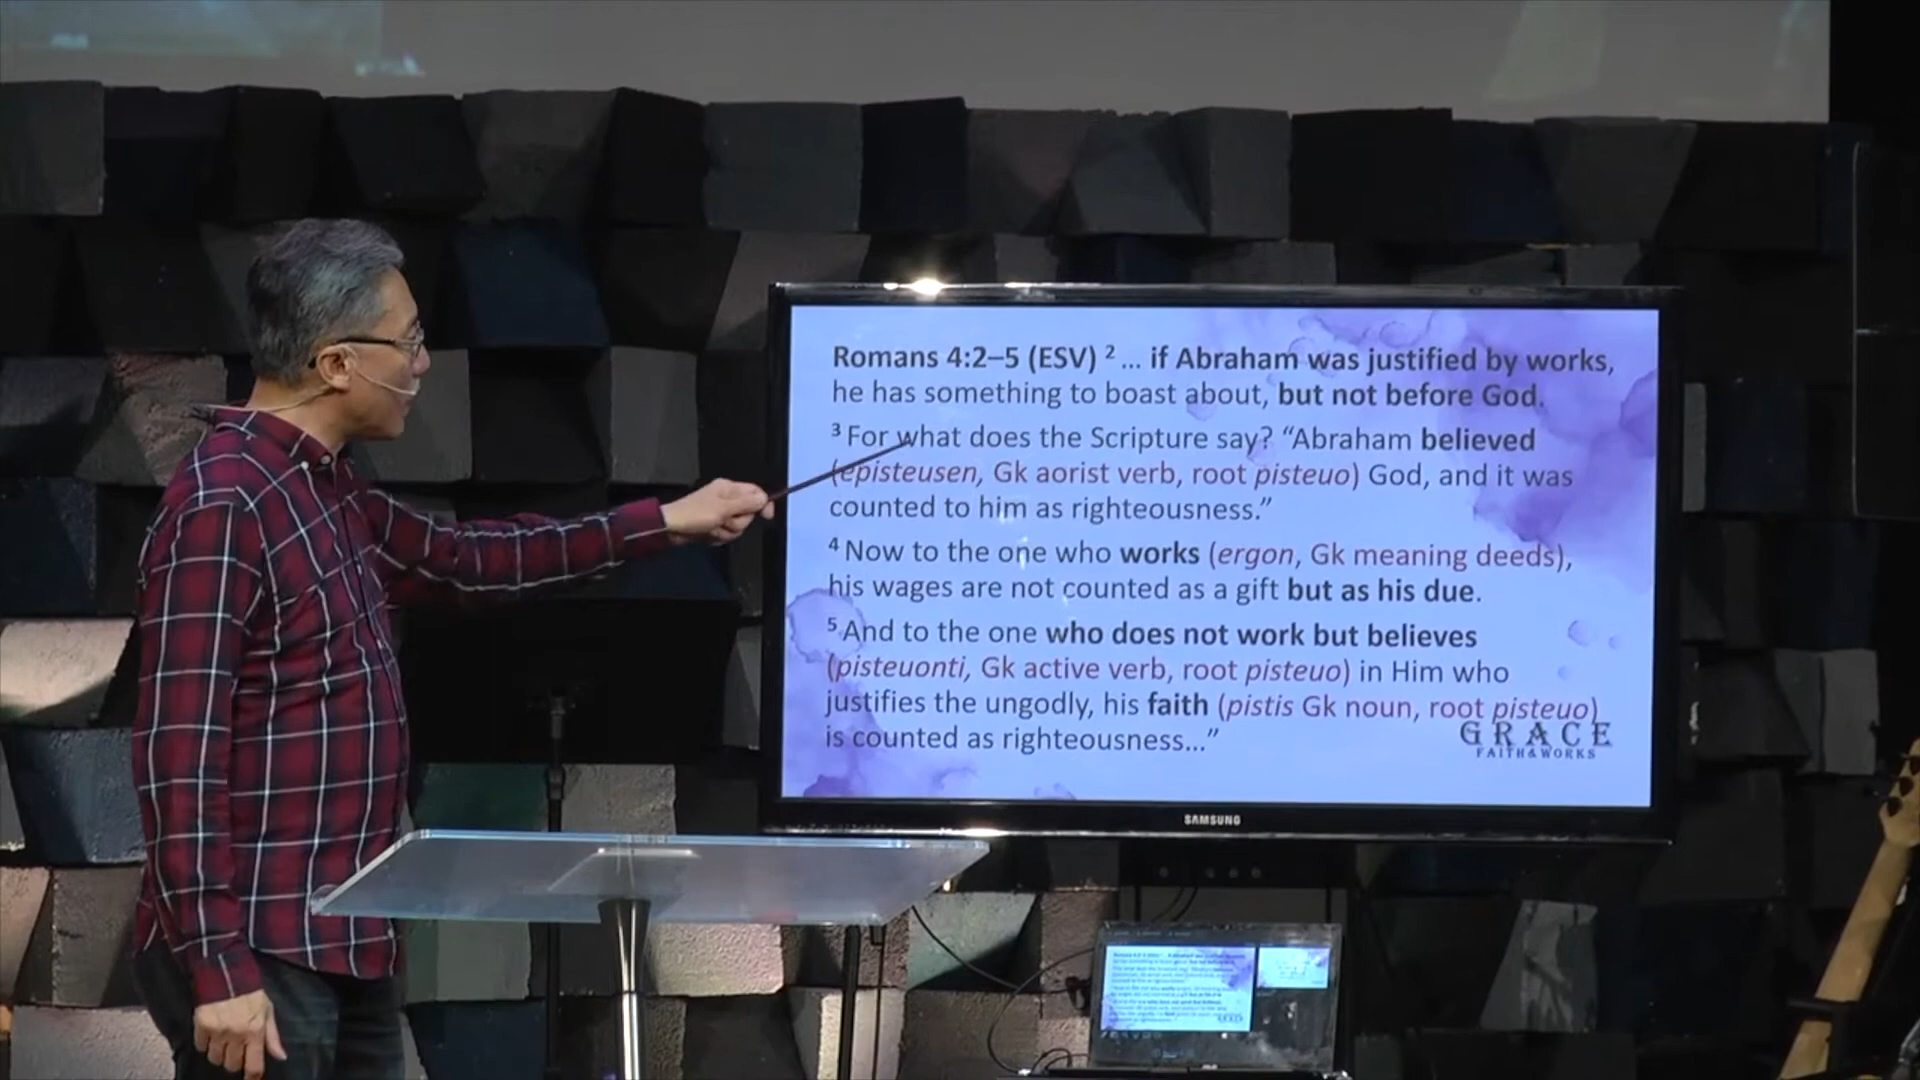 Romans 4:2–5 (ESV) ² ... if Abraham was justified by works,
he has something to boast about, but not before God.
³ For what does the Scripture say? “Abraham believed
(episteusen, Gk aorist verb, root pisteuo) God, and it was
counted to him as righteousness.”
⁴ Now to the one who works (ergon, Gk meaning deeds),
his wages are not counted as a gift but as his due.
⁵ And to the one who does not work but believes
(pisteuonti, Gk active verb, root pisteuo) in Him who
justifies the ungodly, his faith (pistis Gk noun, root pisteuo)
is counted as righteousness...”
GRACE
FAITH & WORKS
SAMSUNG